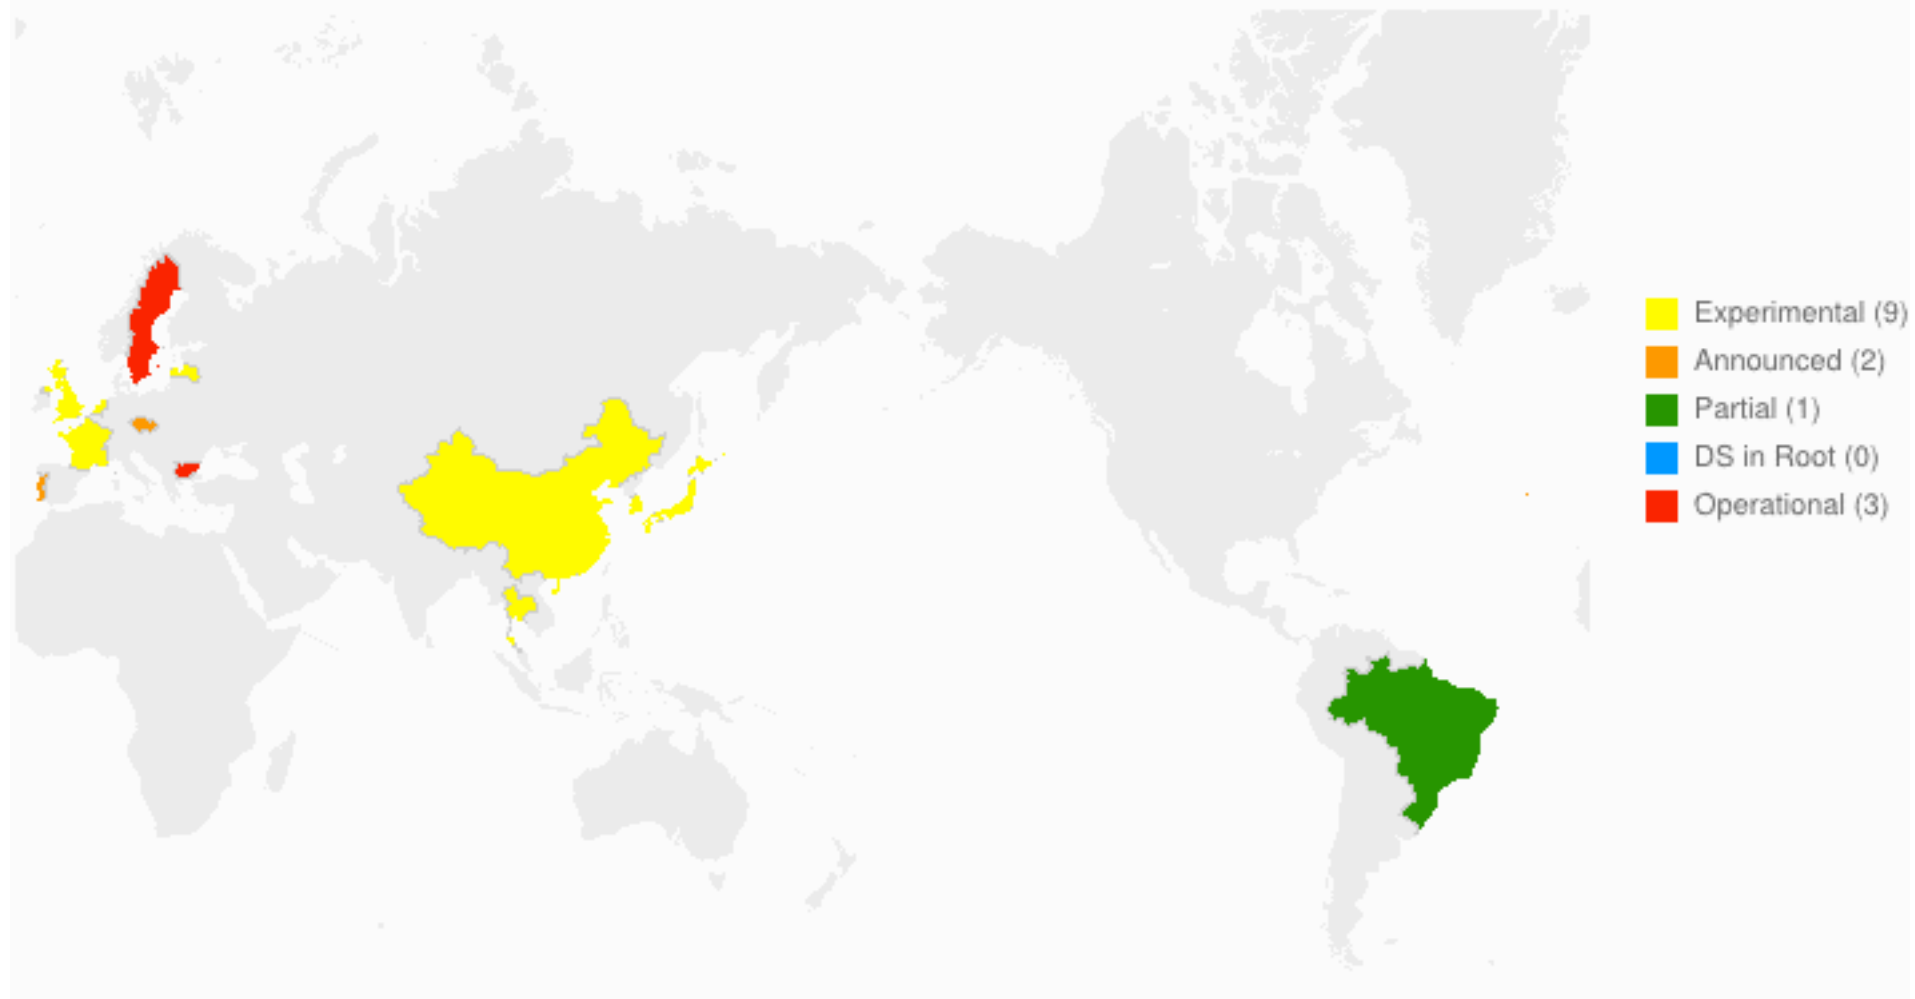 Experimental (9)
Announced (2)
Partial (1)
DS in Root (0)
Operational (3)